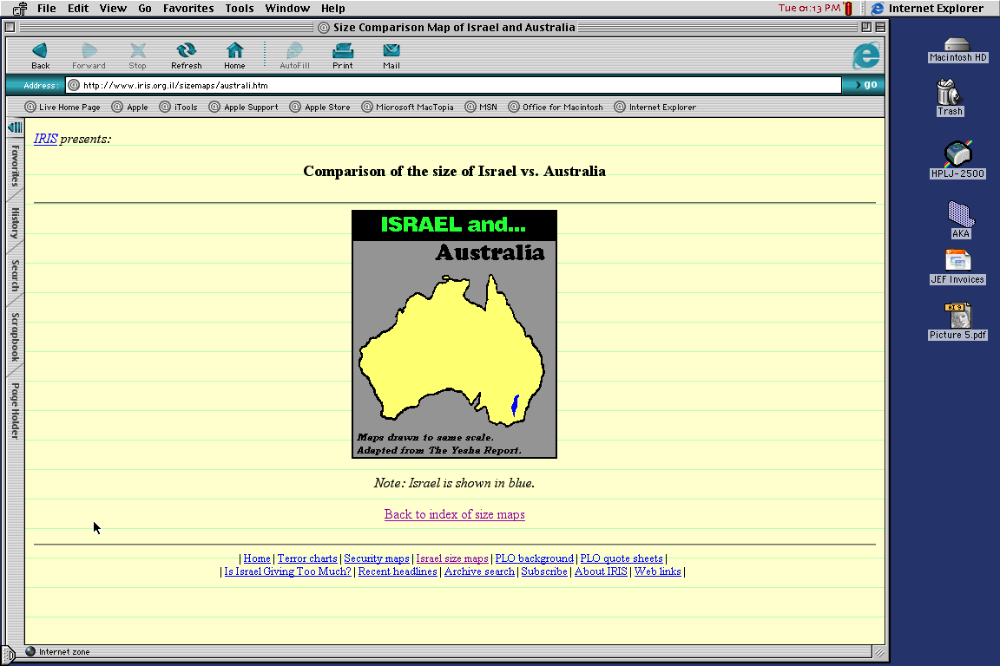 File Edit View Go Favorites Tools Window Help
Tue 01:13 PM
Internet Explorer
Size Comparison Map of Israel and Australia
Back Forward Stop Refresh Home AutoFill Print Mail
Address: http://www.iris.org.il/sizemaps/australi.htm
go
Live Home Page Apple iTools Apple Support Apple Store Microsoft MacTopia MSN Office for Macintosh Internet Explorer
Favorites
History
Search
Scrapbook
Page Holder
IRIS presents:
Comparison of the size of Israel vs. Australia
ISRAEL and...
Australia
Maps drawn to same scale.
Adapted from The Yesha Report.
Note: Israel is shown in blue.
Back to index of size maps
| Home | Terror charts | Security maps | Israel size maps | PLO background | PLO quote sheets |
| Is Israel Giving Too Much? | Recent headlines | Archive search | Subscribe | About IRIS | Web links |
Internet zone
Macintosh HD
Trash
HPLJ-2500
AKA
JEF Invoices
AI 9
Picture 5.pdf